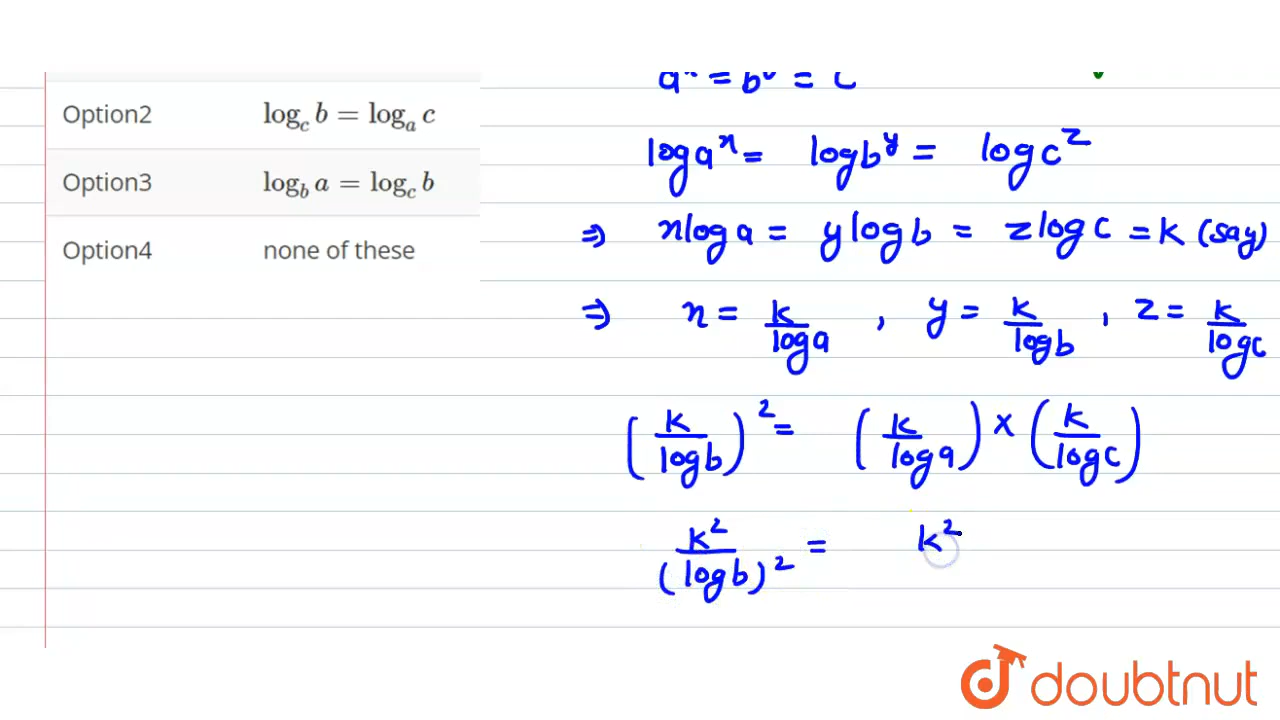 Option2 log_c b = log_a c
Option3 log_b a = log_c b
Option4 none of these
a^x = b^y = c
log a^x = log b^y = log c^z
⇒ x log a = y log b = z log c = k (say)
⇒ x = k/log a , y = k/log b , z = k/log c
(k/log b)^2 = (k/log a) × (k/log c)
k^2/(log b)^2 = k^2
doubtnut